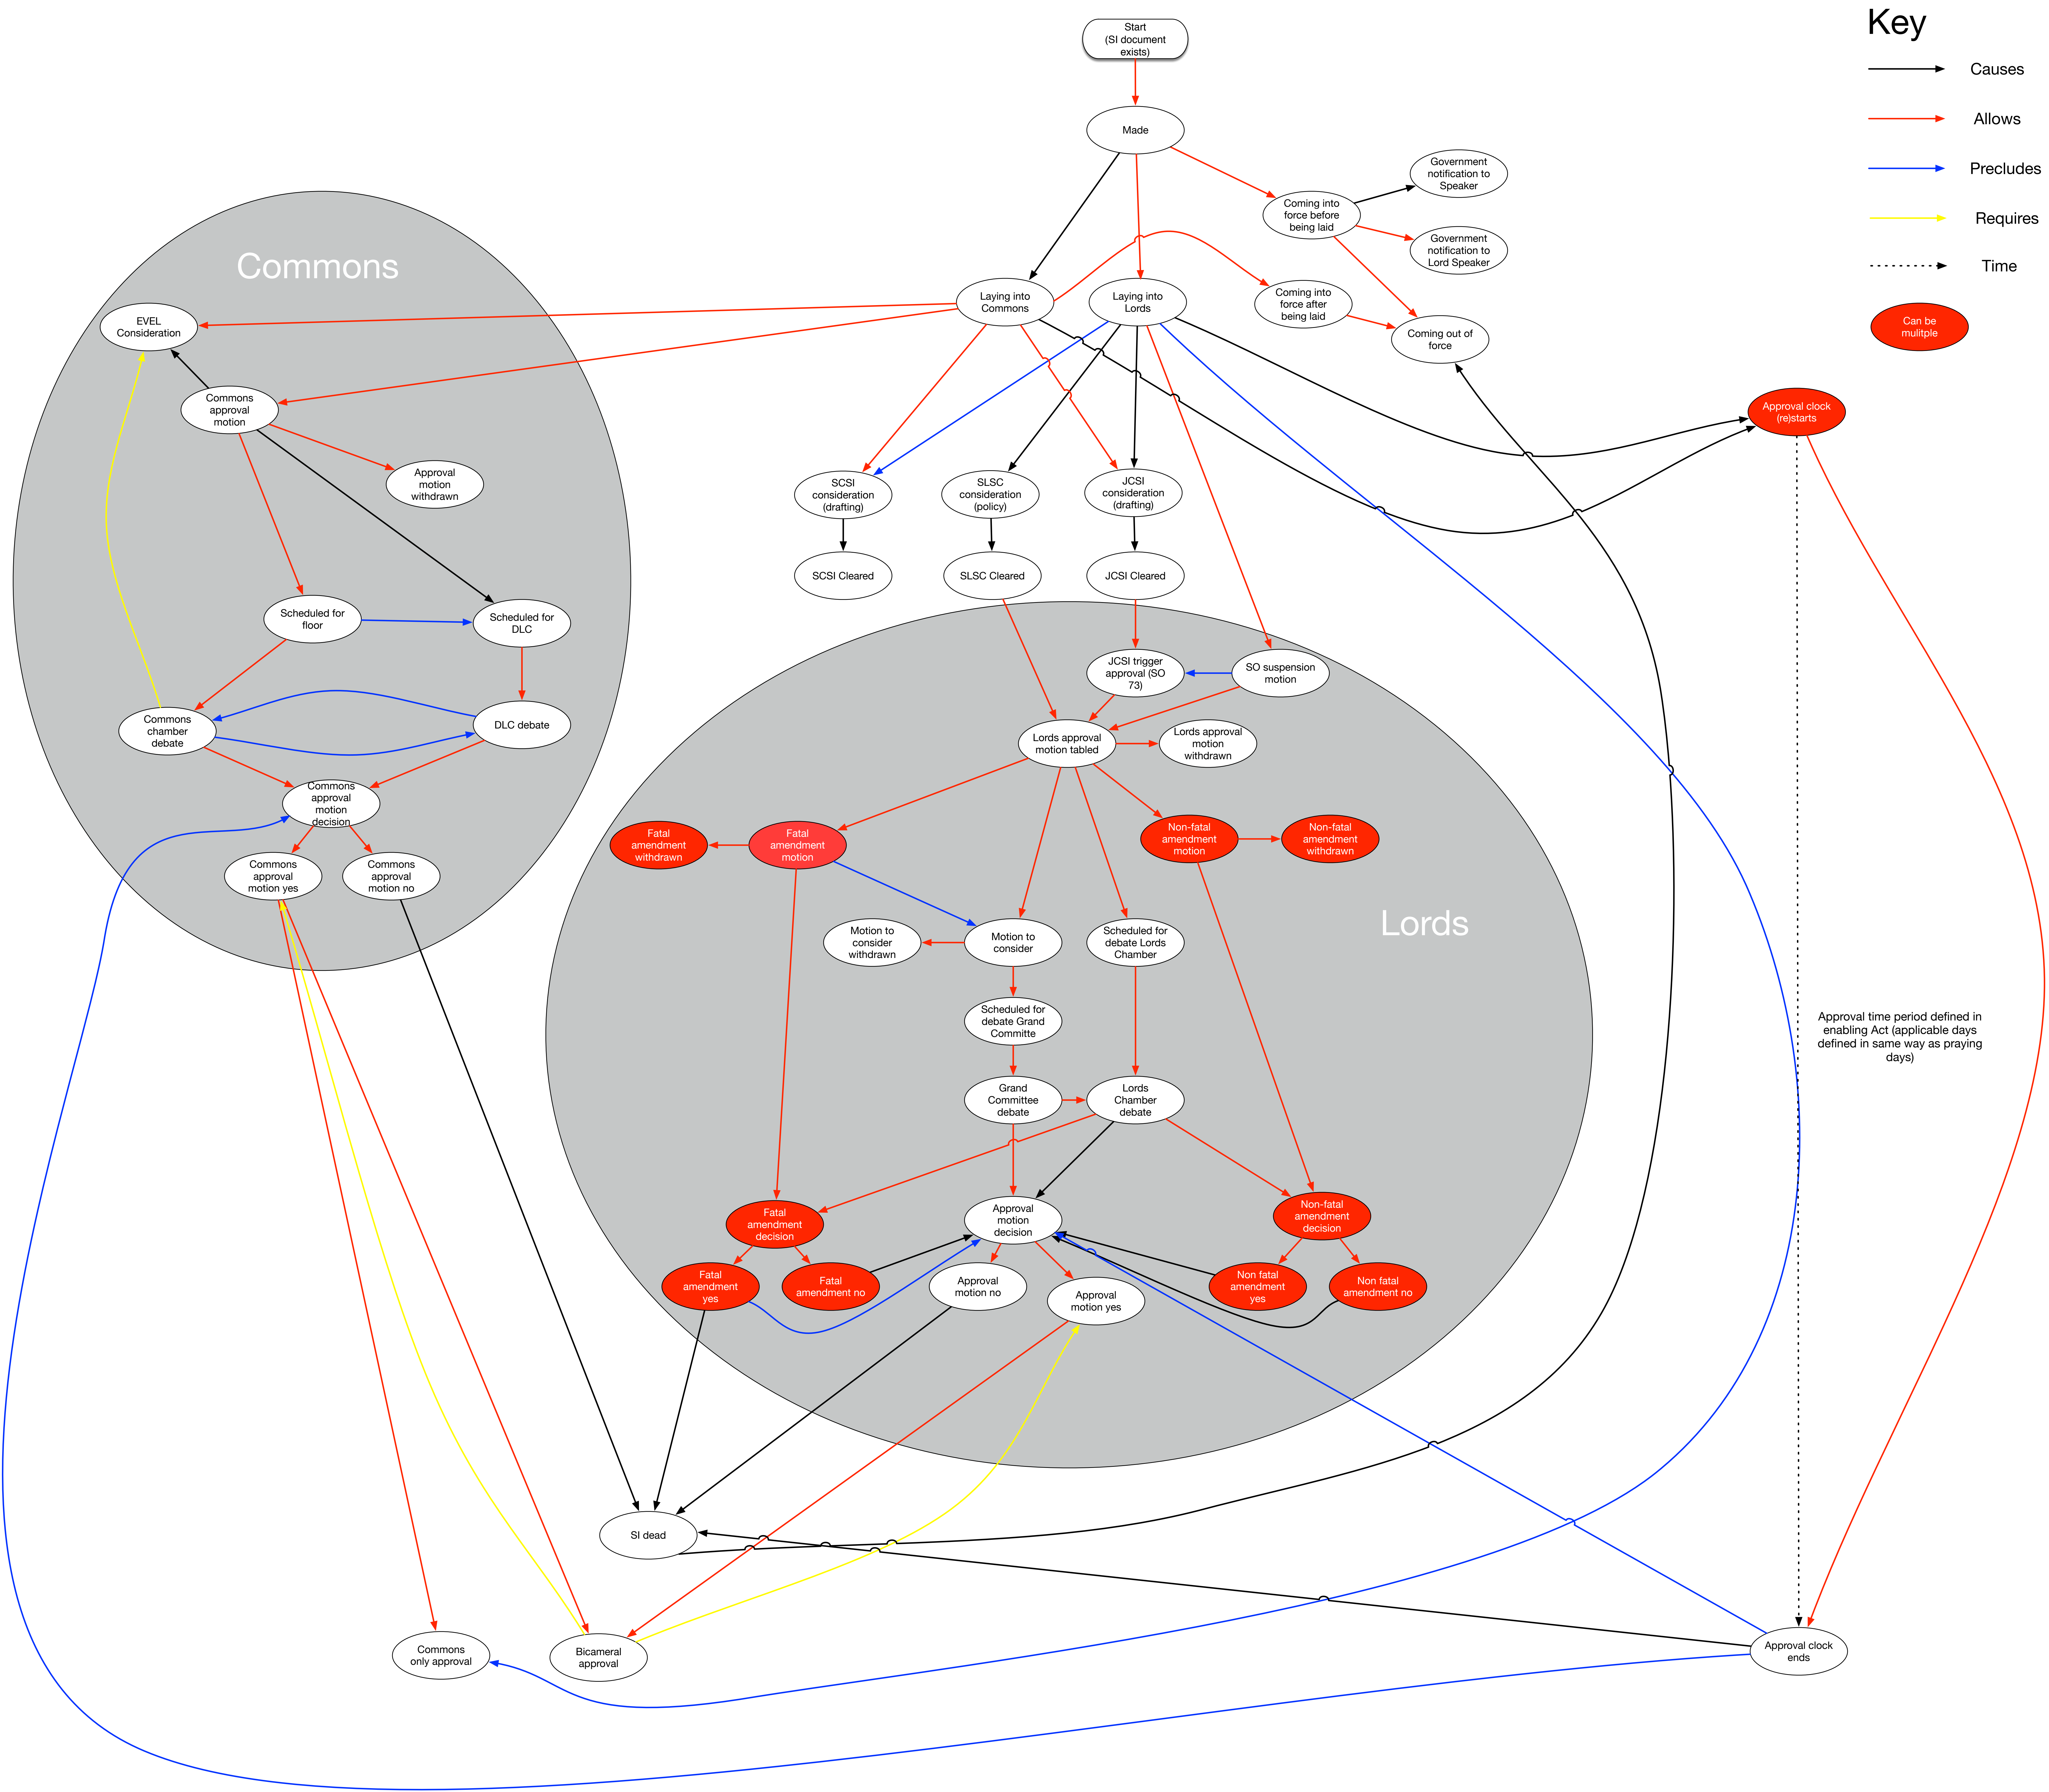 Key
Causes
Allows
Precludes
Requires
Time
Can be
mulitple
Start
(SI document
exists)
Made
Government
notification to
Speaker
Coming into
force before
being laid
Government
notification to
Lord Speaker
Laying into
Commons
Laying into
Lords
Coming into
force after
being laid
Coming out of
force
Approval clock
(re)starts
Commons
EVEL
Consideration
Commons
approval
motion
Approval
motion
withdrawn
SCSI
consideration
(drafting)
SLSC
consideration
(policy)
JCSI
consideration
(drafting)
SCSI Cleared
SLSC Cleared
JCSI Cleared
Scheduled for
floor
Scheduled for
DLC
Commons
chamber
debate
DLC debate
Commons
approval
motion
decision
Commons
approval
motion yes
Commons
approval
motion no
JCSI trigger
approval (SO
73)
SO suspension
motion
Lords approval
motion tabled
Lords approval
motion
withdrawn
Fatal
amendment
withdrawn
Fatal
amendment
motion
Non-fatal
amendment
motion
Non-fatal
amendment
withdrawn
Lords
Motion to
consider
withdrawn
Motion to
consider
Scheduled for
debate Lords
Chamber
Scheduled for
debate Grand
Committe
Grand
Committee
debate
Lords
Chamber
debate
Approval time period defined in
enabling Act (applicable days
defined in same way as praying
days)
Fatal
amendment
decision
Approval
motion
decision
Non-fatal
amendment
decision
Fatal
amendment
yes
Fatal
amendment no
Approval
motion no
Approval
motion yes
Non fatal
amendment
yes
Non fatal
amendment no
SI dead
Commons
only approval
Bicameral
approval
Approval clock
ends